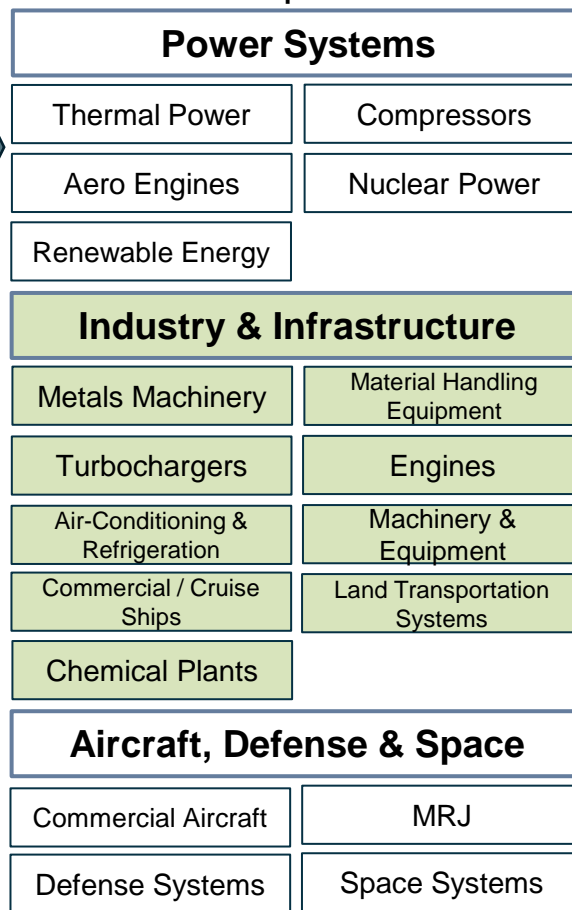 Power Systems
Thermal Power
Compressors
Aero Engines
Nuclear Power
Renewable Energy
Industry & Infrastructure
Metals Machinery
Material Handling
Equipment
Turbochargers
Engines
Air-Conditioning &
Refrigeration
Machinery &
Equipment
Commercial / Cruise
Ships
Land Transportation
Systems
Chemical Plants
Aircraft, Defense & Space
Commercial Aircraft
MRJ
Defense Systems
Space Systems